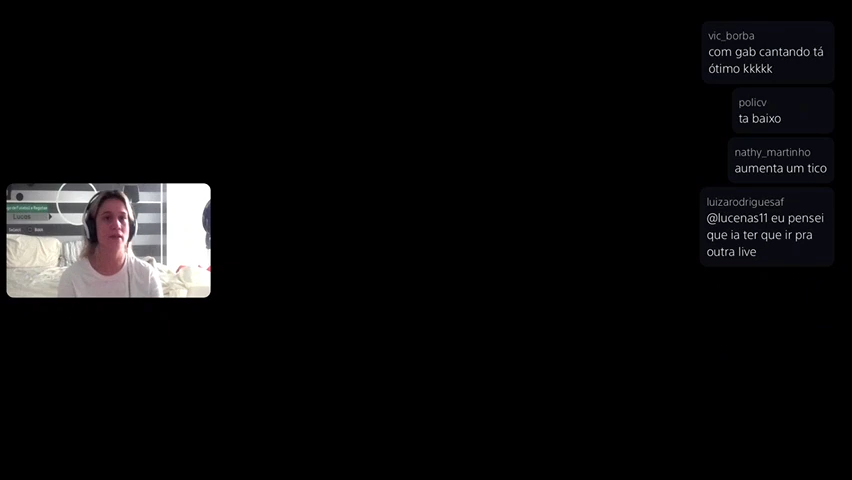 vic_borba
com gab cantando tá
ótimo kkkkk
policv
ta baixo
nathy_martinho
aumenta um tico
luizarodriguesaf
@lucenas11 eu pensei
que ia ter que ir pra
outra live
Lucas